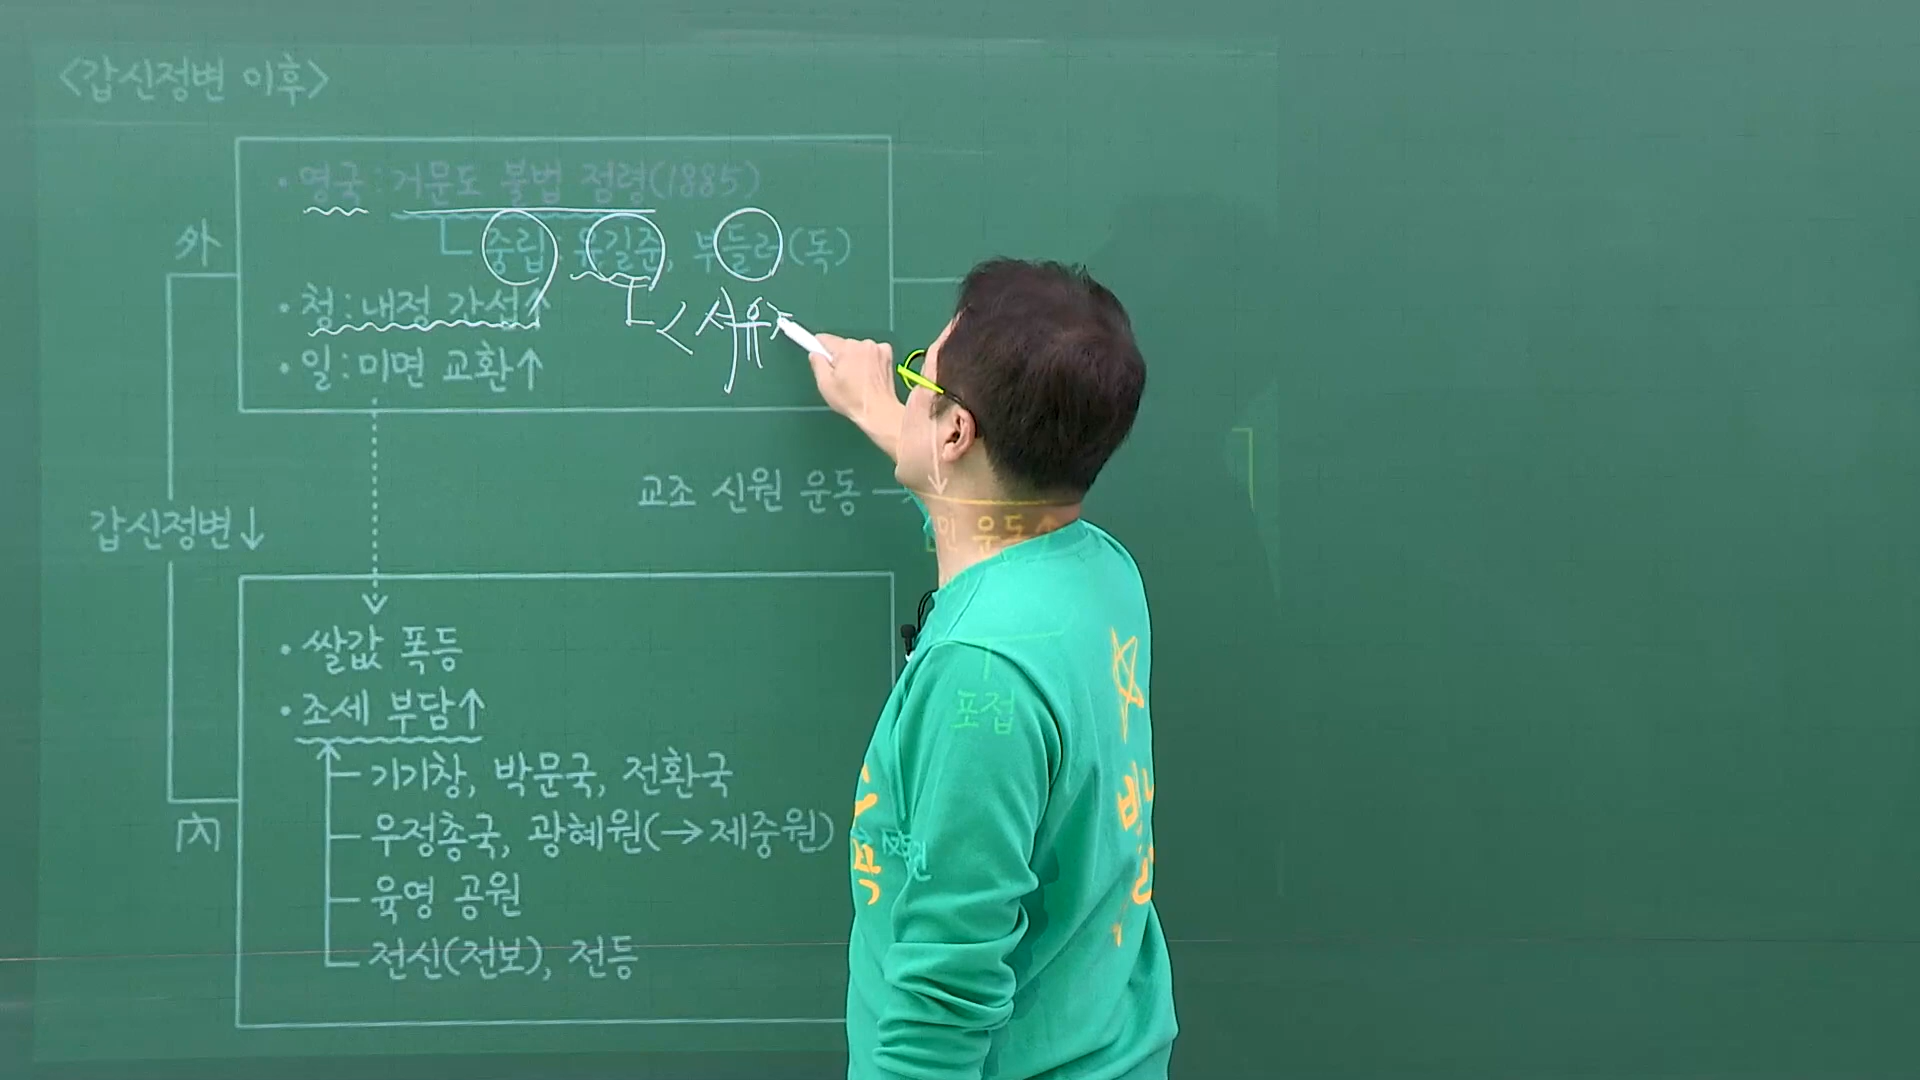 <갑신정변 이후>
• 영국 : 거문도 불법 점령(1885)
중립 : 유길준, 부들러(독)
外
• 청 : 내정 간섭↑
< 서유
• 일 : 미면 교환↑
교조 신원 운동 →
갑신정변↓
운동↑
• 쌀값 폭등
• 조세 부담↑
포접
기기창, 박문국, 전환국
內
우정총국, 광혜원(→제중원)
육영 공원
전신(전보), 전등